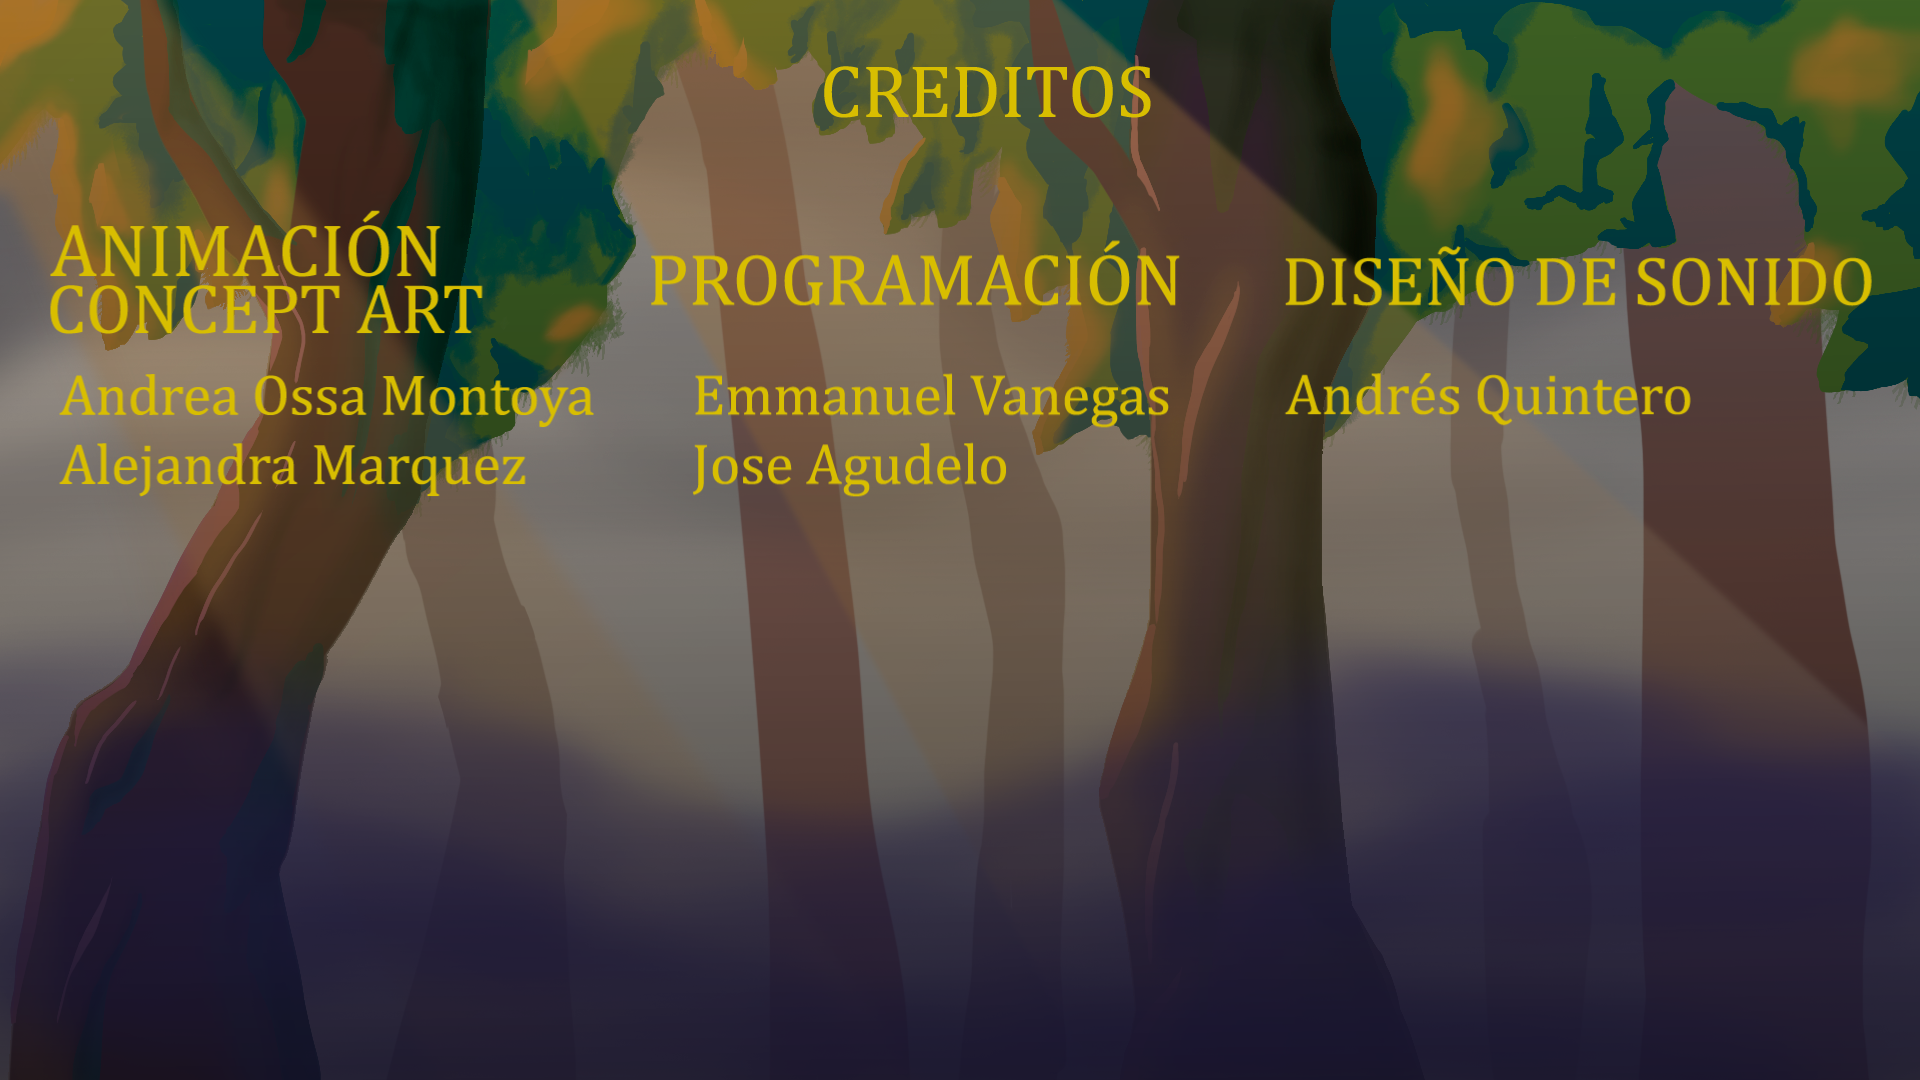 CREDITOS
ANIMACIÓN
CONCEPT ART
Andrea Ossa Montoya
Alejandra Marquez
PROGRAMACIÓN
Emmanuel Vanegas
Jose Agudelo
DISEÑO DE SONIDO
Andrés Quintero